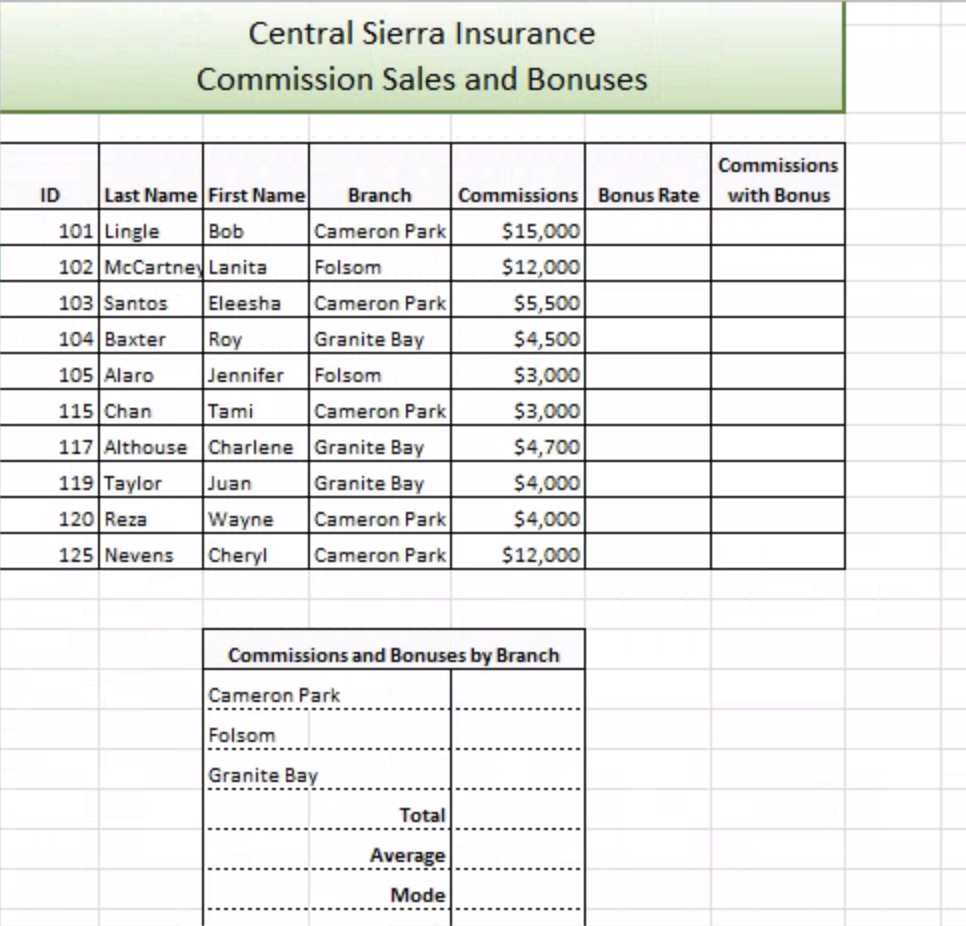 Central Sierra Insurance
Commission Sales and Bonuses
ID Last Name First Name Branch Commissions Bonus Rate Commissions with Bonus
101 Lingle Bob Cameron Park $15,000
102 McCartney Lanita Folsom $12,000
103 Santos Eleesha Cameron Park $5,500
104 Baxter Roy Granite Bay $4,500
105 Alaro Jennifer Folsom $3,000
115 Chan Tami Cameron Park $3,000
117 Althouse Charlene Granite Bay $4,700
119 Taylor Juan Granite Bay $4,000
120 Reza Wayne Cameron Park $4,000
125 Nevens Cheryl Cameron Park $12,000
Commissions and Bonuses by Branch
Cameron Park
Folsom
Granite Bay
Total
Average
Mode